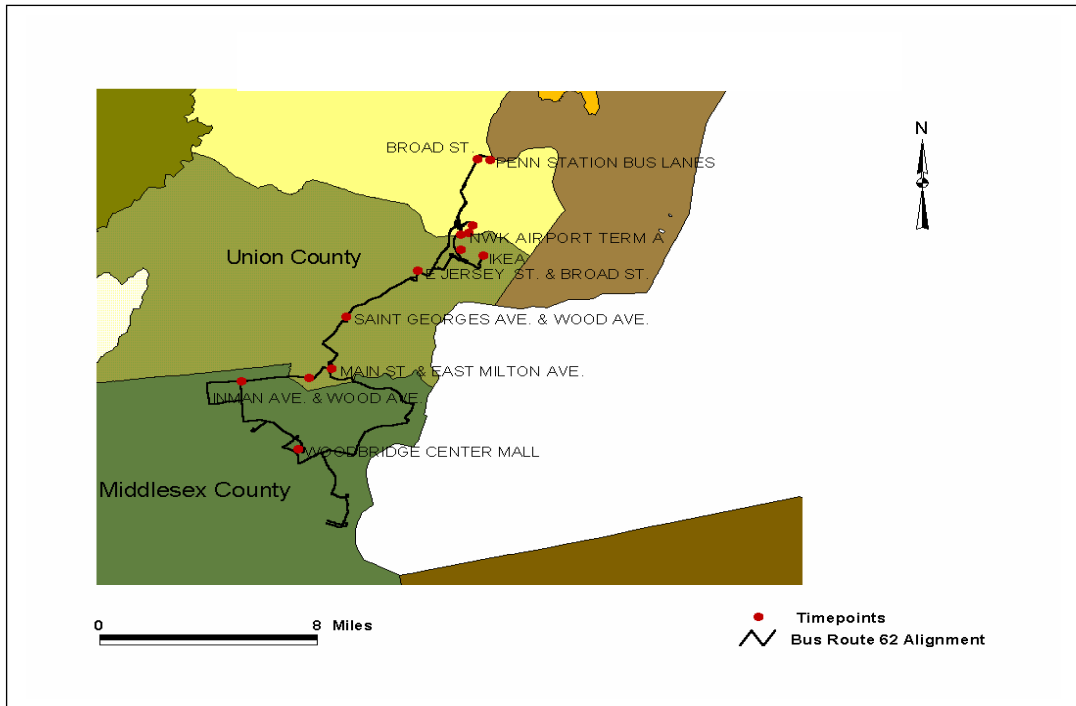 BROAD ST.
PENN STATION BUS LANES
N
NWK AIRPORT TERM A
Union County
IKEA
E JERSEY ST. & BROAD ST.
SAINT GEORGES AVE. & WOOD AVE.
MAIN ST. & EAST MILTON AVE.
INMAN AVE. & WOOD AVE.
WOODBRIDGE CENTER MALL
Middlesex County
0 8 Miles
Timepoints
Bus Route 62 Alignment